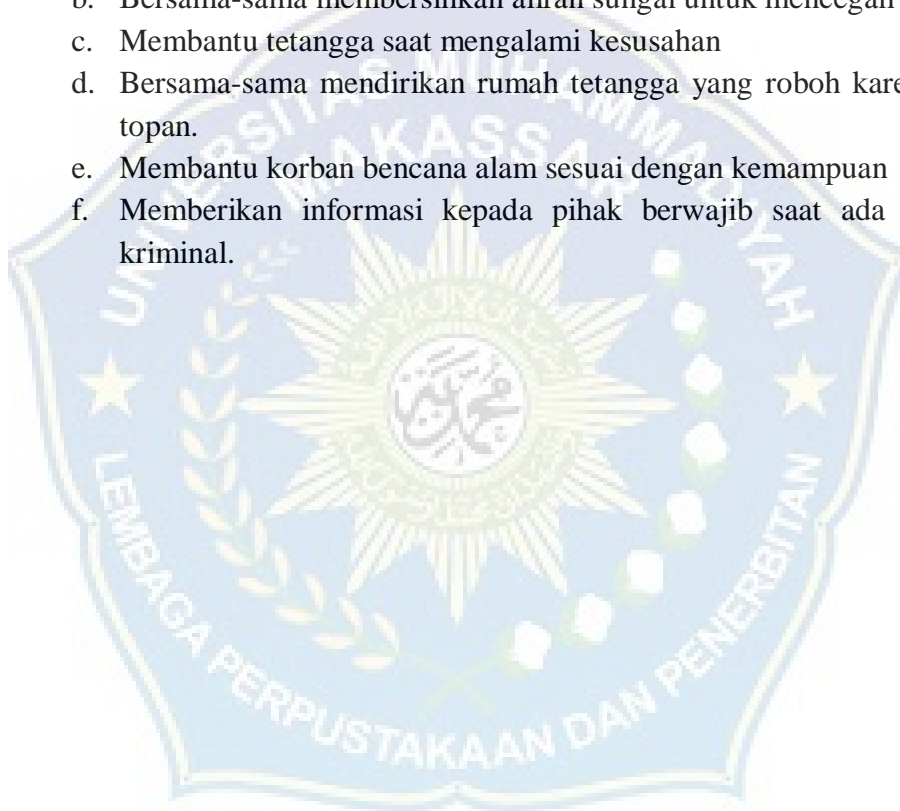 b. Bersama-sama membersihkan aliran sungai untuk mencegah
c. Membantu tetangga saat mengalami kesusahan
d. Bersama-sama mendirikan rumah tetangga yang roboh kare
topan.
e. Membantu korban bencana alam sesuai dengan kemampuan
f. Memberikan informasi kepada pihak berwajib saat ada
kriminal.
UNIVERSITAS MUHAMMADIYAH
MAKASSAR
LEMBAGA PERPUSTAKAAN DAN PENERBITAN